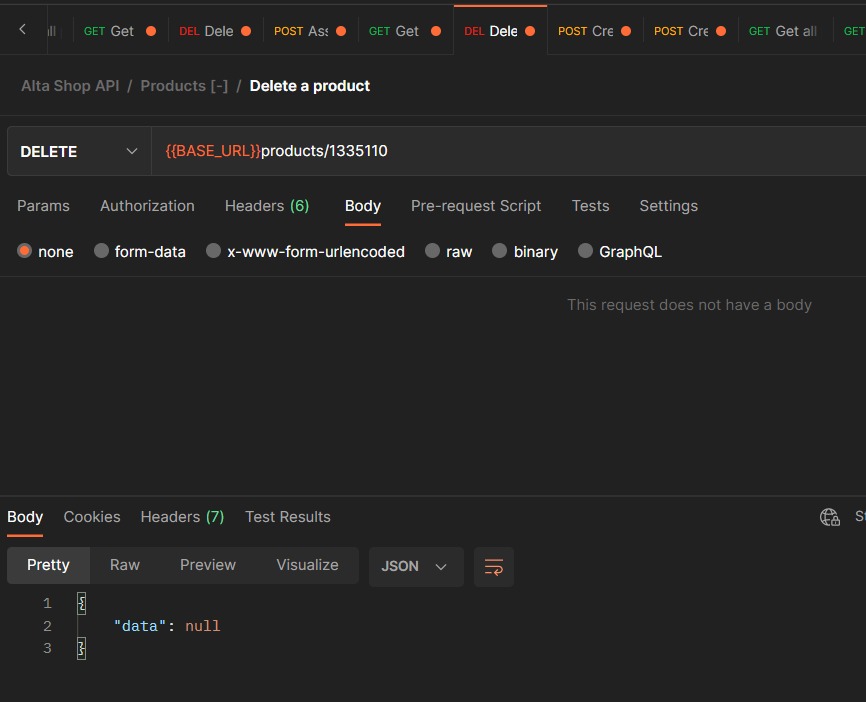 GET Get DEL Dele POST Ass GET Get DEL Dele POST Cre POST Cre GET Get all GET
Alta Shop API / Products [-] / Delete a product
DELETE {{BASE_URL}}products/1335110
Params Authorization Headers (6) Body Pre-request Script Tests Settings
none form-data x-www-form-urlencoded raw binary GraphQL
This request does not have a body
Body Cookies Headers (7) Test Results St
Pretty Raw Preview Visualize JSON
1 {
2 "data": null
3 }